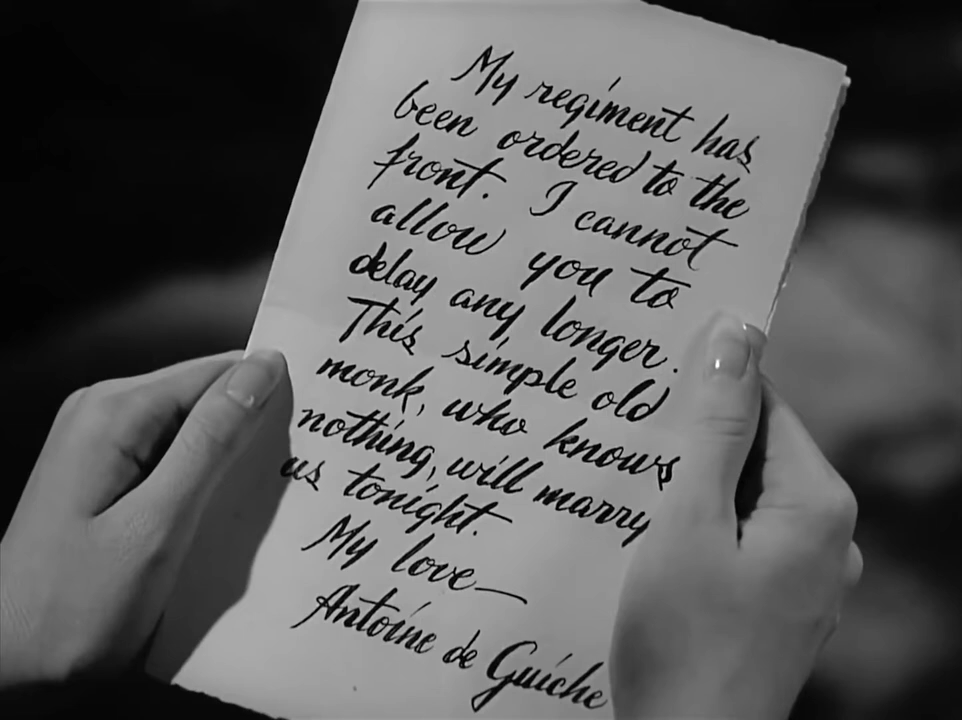 My regiment has
been ordered to the
front. I cannot
allow you to
delay any longer.
This simple old
monk, who knows
nothing, will marry
us tonight.
My love—
Antoine de Guiche